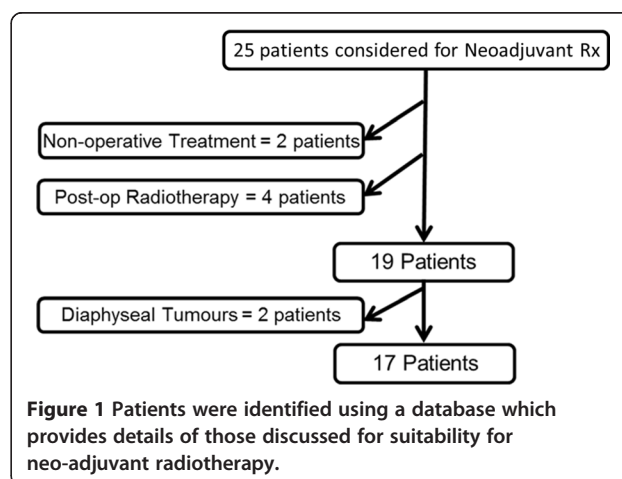 25 patients considered for Neoadjuvant Rx
Non-operative Treatment = 2 patients
Post-op Radiotherapy = 4 patients
19 Patients
Diaphyseal Tumours = 2 patients
17 Patients
Figure 1 Patients were identified using a database which
provides details of those discussed for suitability for
neo-adjuvant radiotherapy.